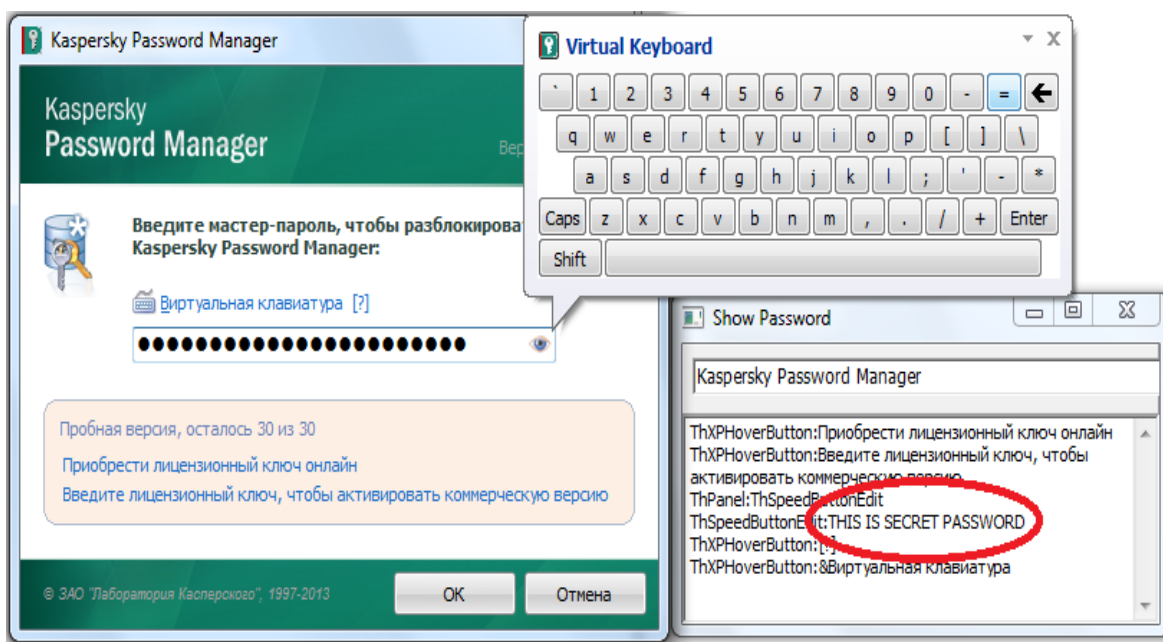 Kaspersky Password Manager
Kaspersky
Password Manager
Вер
Введите мастер-пароль, чтобы разблокирова
Kaspersky Password Manager:
Виртуальная клавиатура [?]
●●●●●●●●●●●●●●●●●●●●●●●
Пробная версия, осталось 30 из 30
Приобрести лицензионный ключ онлайн
Введите лицензионный ключ, чтобы активировать коммерческую версию
© ЗАО "Лаборатория Касперского", 1997-2013
OK
Отмена
Virtual Keyboard
` 1 2 3 4 5 6 7 8 9 0 - = ←
q w e r t y u i o p [ ] \
a s d f g h j k l ; ' - *
Caps z x c v b n m , . / + Enter
Shift
Show Password
Kaspersky Password Manager
ThXPHoverButton:Приобрести лицензионный ключ онлайн
ThXPHoverButton:Введите лицензионный ключ, чтобы
активировать коммерческую версию
ThPanel:ThSpeedButtonEdit
ThSpeedButtonEdit:THIS IS SECRET PASSWORD
ThXPHoverButton:[?]
ThXPHoverButton:&Виртуальная клавиатура